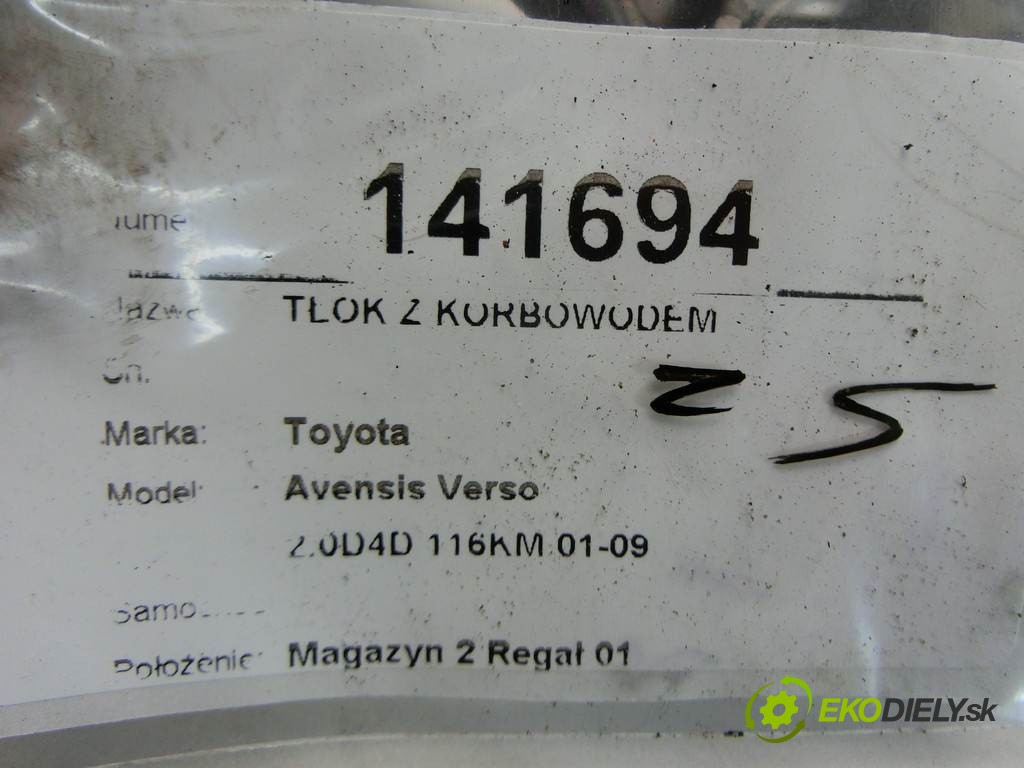 141694
TŁOK Z KORBOWODEM
Marka: Toyota
Model: Avensis Verso
2.0D4D 116KM 01-09
Położenie: Magazyn 2 Regał 01
EKODIELY.sk